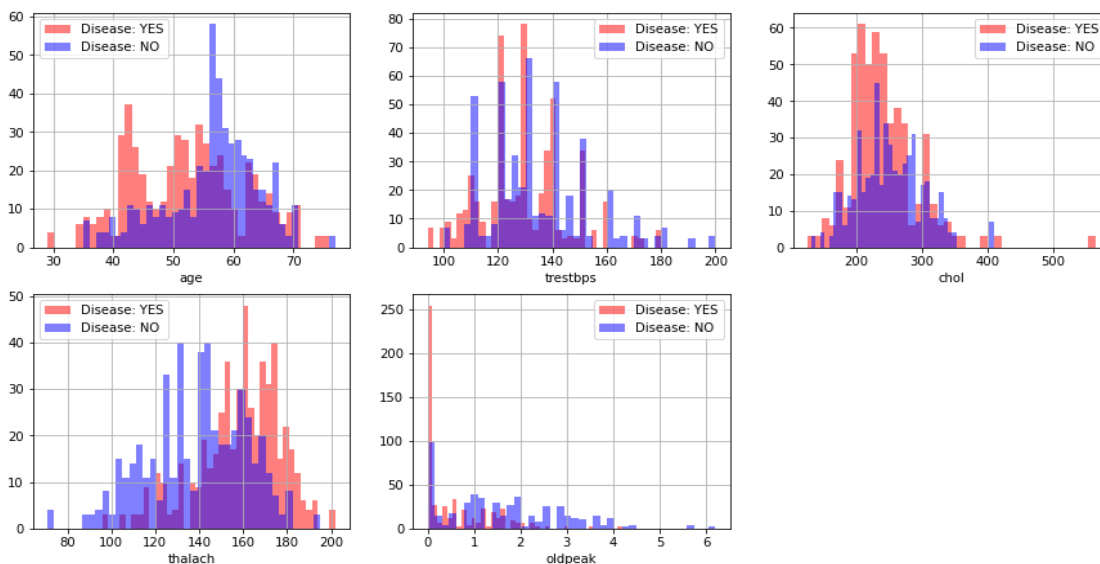 Disease: YES
Disease: NO
60
50
40
30
20
10
0
30 40 50 60 70
age
Disease: YES
Disease: NO
80
70
60
50
40
30
20
10
0
100 120 140 160 180 200
trestbps
Disease: YES
Disease: NO
60
50
40
30
20
10
0
200 300 400 500
chol
Disease: YES
Disease: NO
50
40
30
20
10
0
80 100 120 140 160 180 200
thalach
Disease: YES
Disease: NO
250
200
150
100
50
0
0 1 2 3 4 5 6
oldpeak